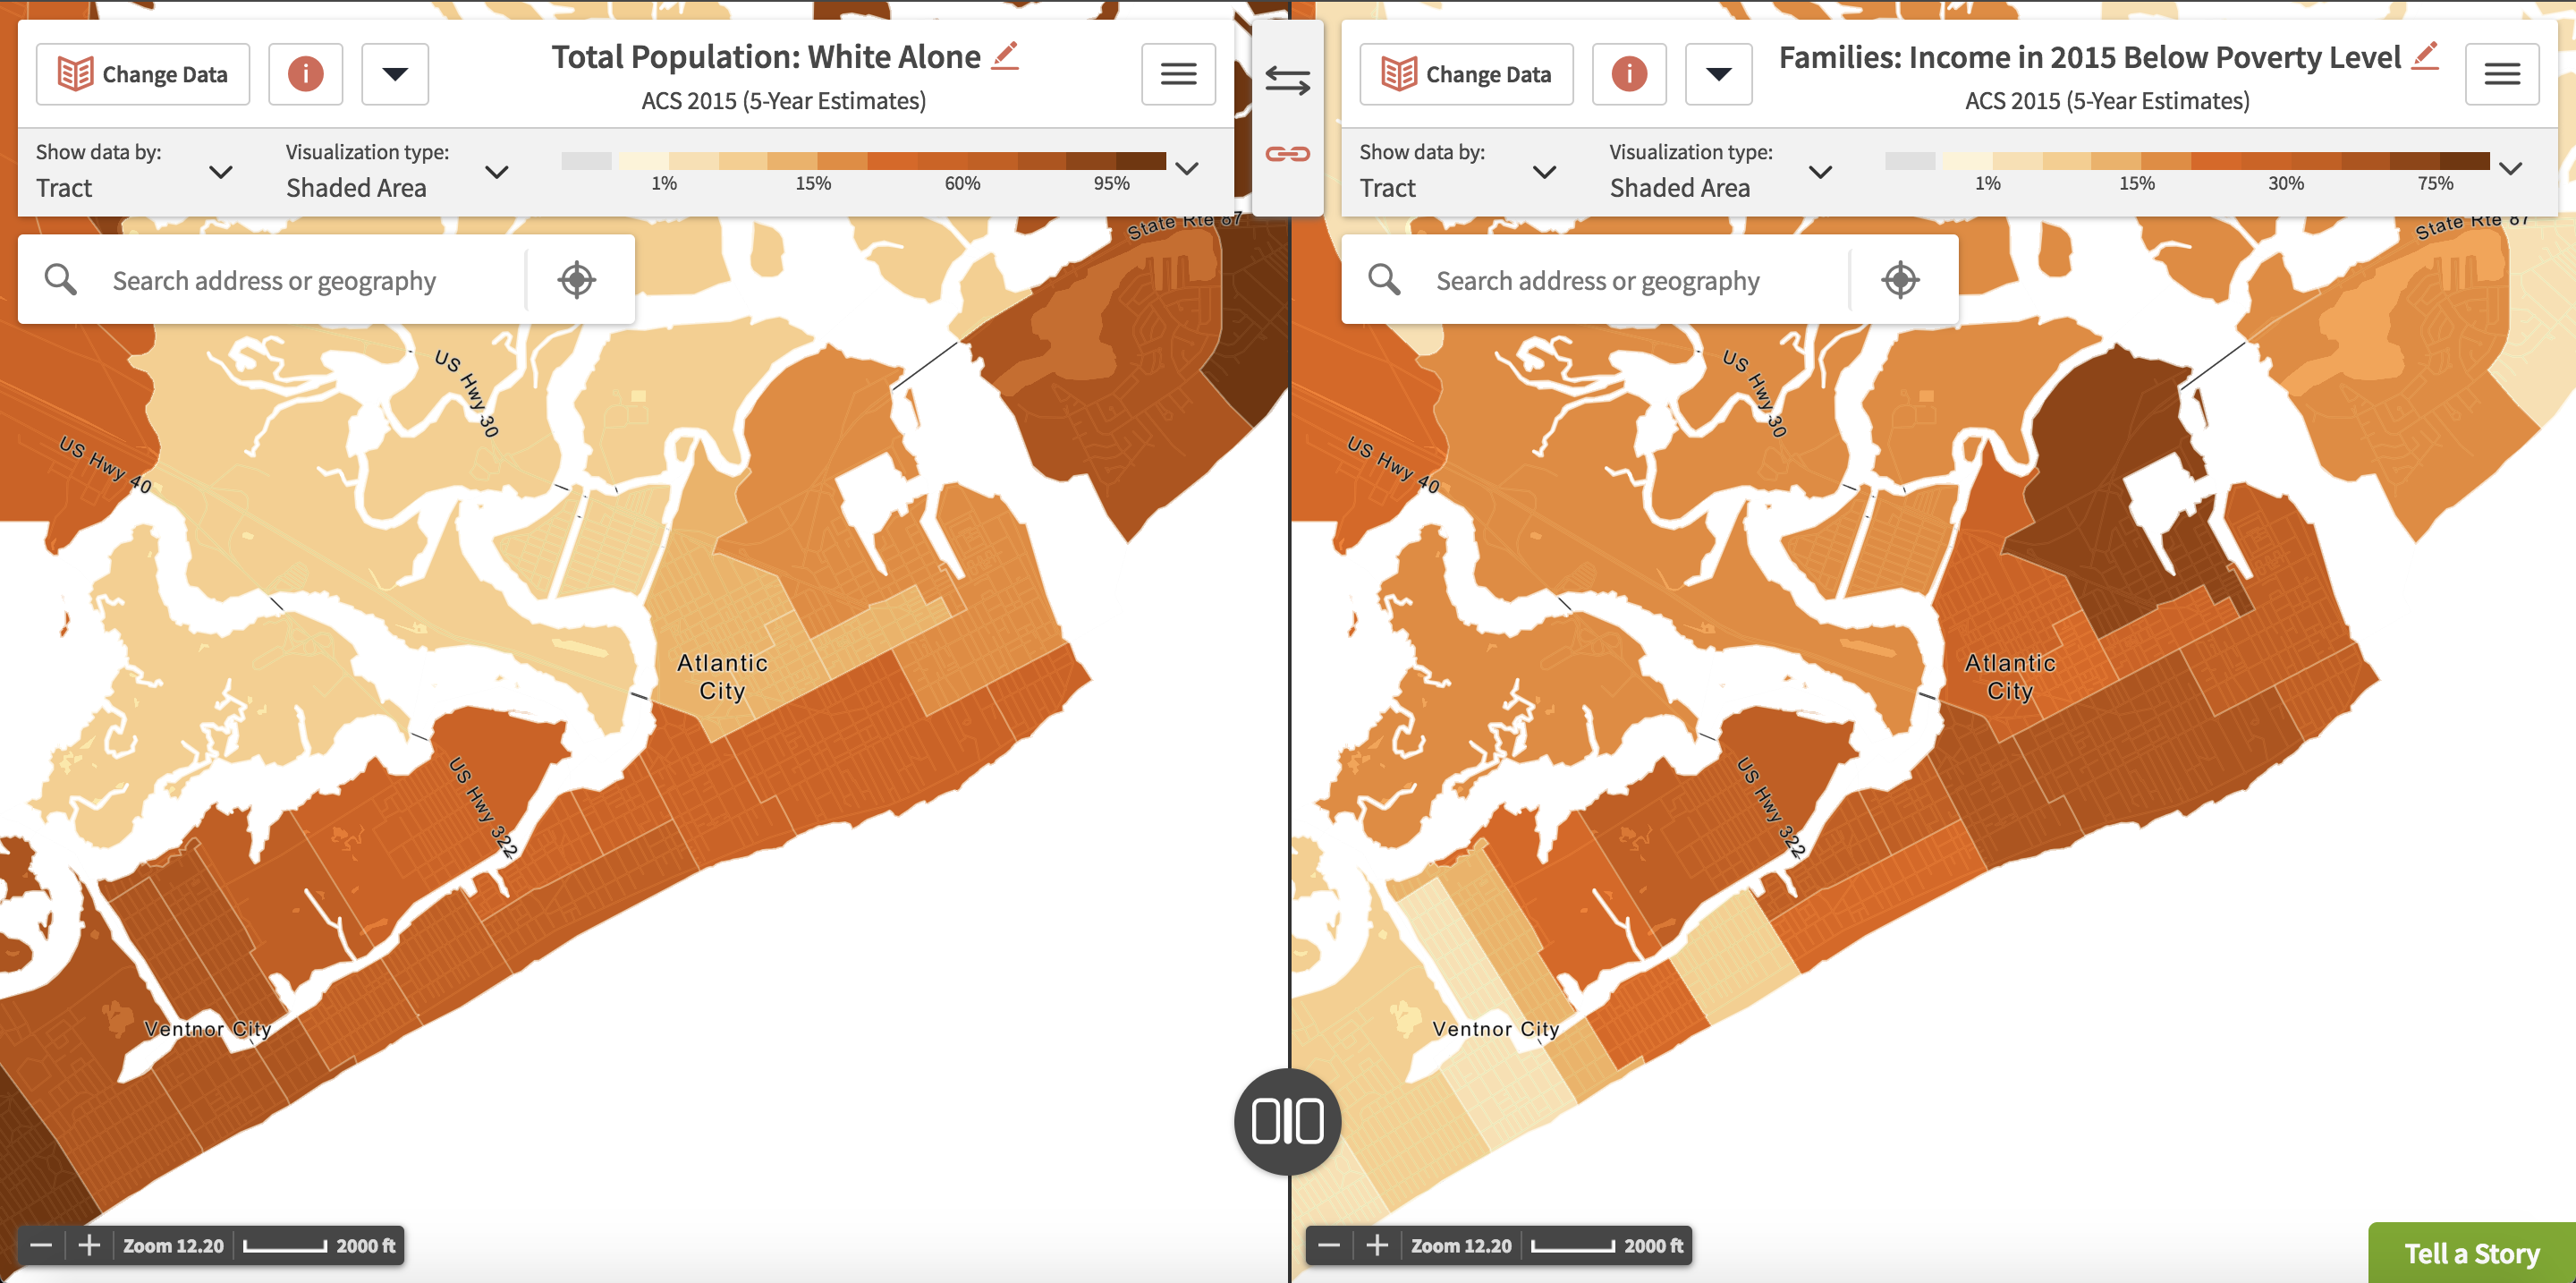 Change Data
Total Population: White Alone
ACS 2015 (5-Year Estimates)
Show data by:
Tract
Visualization type:
Shaded Area
1% 15% 60% 95%
Search address or geography
State Rte 87
US Hwy 30
US Hwy 40
Atlantic
City
US Hwy 322
Ventnor City
Zoom 12.20
2000 ft
Change Data
Families: Income in 2015 Below Poverty Level
ACS 2015 (5-Year Estimates)
Show data by:
Tract
Visualization type:
Shaded Area
1% 15% 30% 75%
Search address or geography
State Rte 87
US Hwy 30
US Hwy 40
Atlantic
City
US Hwy 322
Ventnor City
Zoom 12.20
2000 ft
Tell a Story